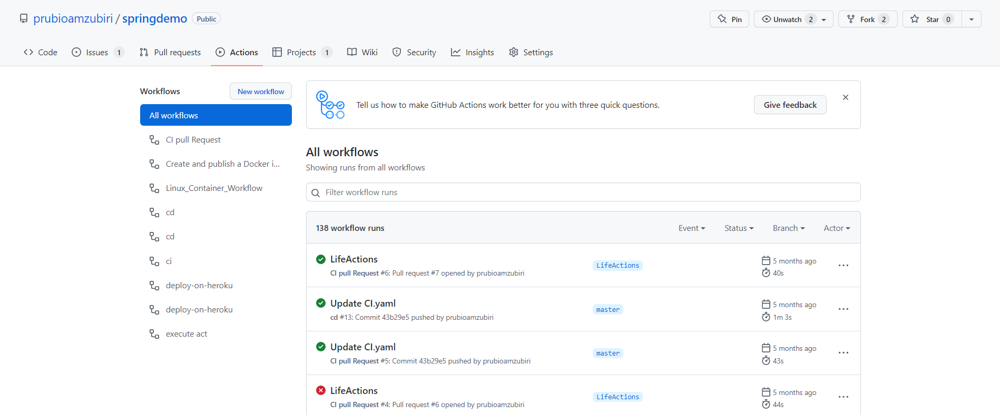 prubioamzubiri / springdemo Public
Pin Unwatch 2 Fork 2 Star 0
Code Issues 1 Pull requests Actions Projects 1 Wiki Security Insights Settings
Workflows New workflow
All workflows
CI pull Request
Create and publish a Docker i...
Linux_Container_Workflow
cd
cd
ci
deploy-on-heroku
deploy-on-heroku
execute act
Tell us how to make GitHub Actions work better for you with three quick questions. Give feedback
All workflows
Showing runs from all workflows
Filter workflow runs
138 workflow runs Event Status Branch Actor
LifeActions
CI pull Request #6: Pull request #7 opened by prubioamzubiri
LifeActions
5 months ago
40s
Update CI.yaml
cd #13: Commit 43b29e5 pushed by prubioamzubiri
master
5 months ago
1m 3s
Update CI.yaml
CI pull Request #5: Commit 43b29e5 pushed by prubioamzubiri
master
5 months ago
43s
LifeActions
CI pull Request #4: Pull request #6 opened by prubioamzubiri
LifeActions
5 months ago
44s